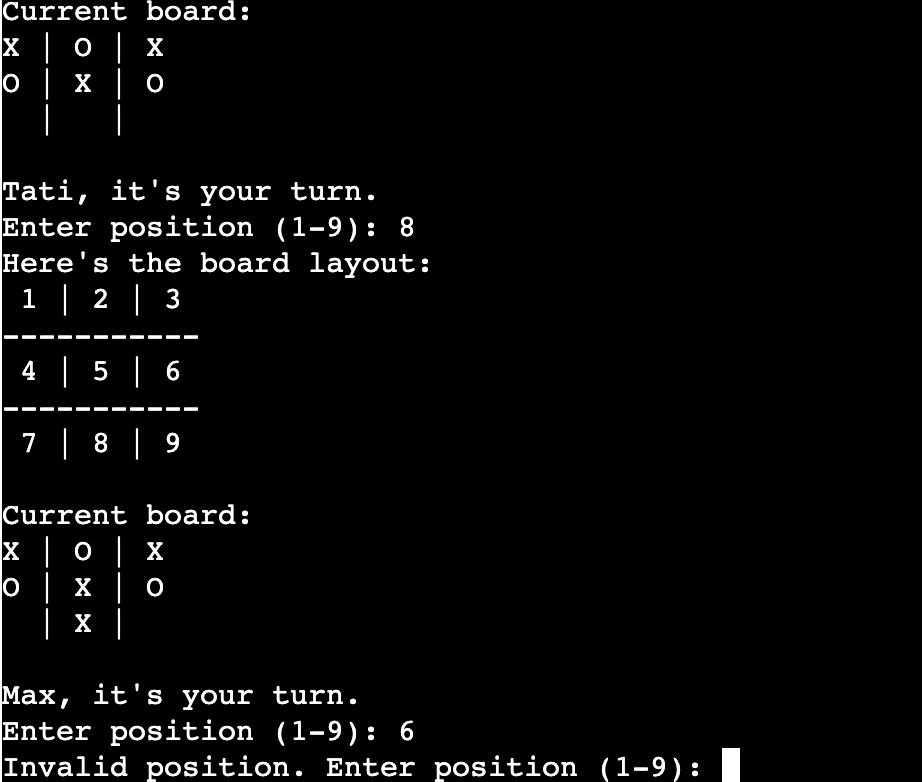 Current board:
X | O | X
O | X | O
  |   |
Tati, it's your turn.
Enter position (1-9): 8
Here's the board layout:
 1 | 2 | 3
-----------
 4 | 5 | 6
-----------
 7 | 8 | 9
Current board:
X | O | X
O | X | O
  | X |
Max, it's your turn.
Enter position (1-9): 6
Invalid position. Enter position (1-9):